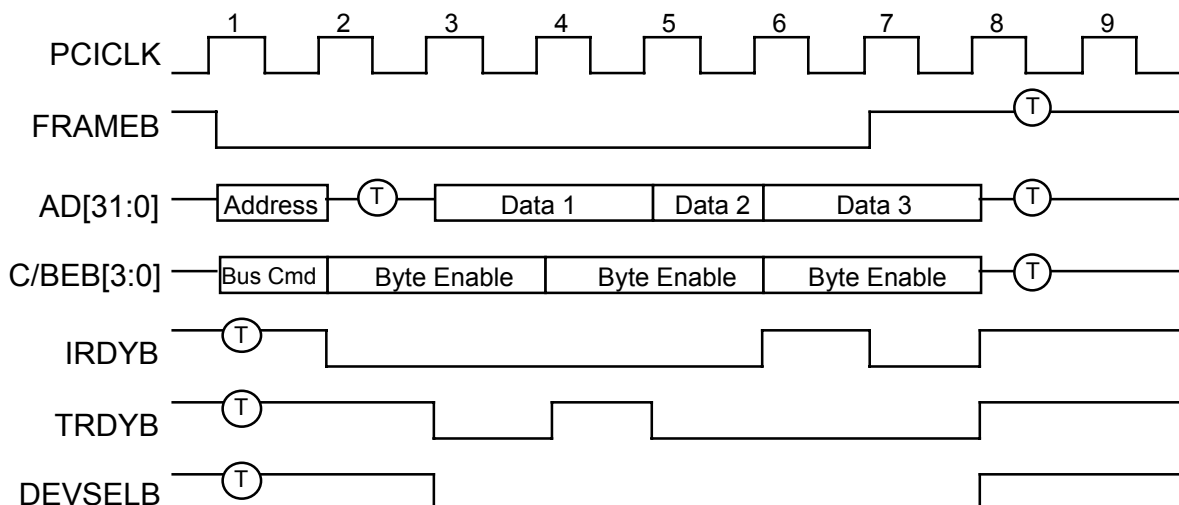 1 2 3 4 5 6 7 8 9
PCICLK
FRAMEB T
AD[31:0] Address T Data 1 Data 2 Data 3 T
C/BEB[3:0] Bus Cmd Byte Enable Byte Enable Byte Enable T
IRDYB T
TRDYB T
DEVSELB T